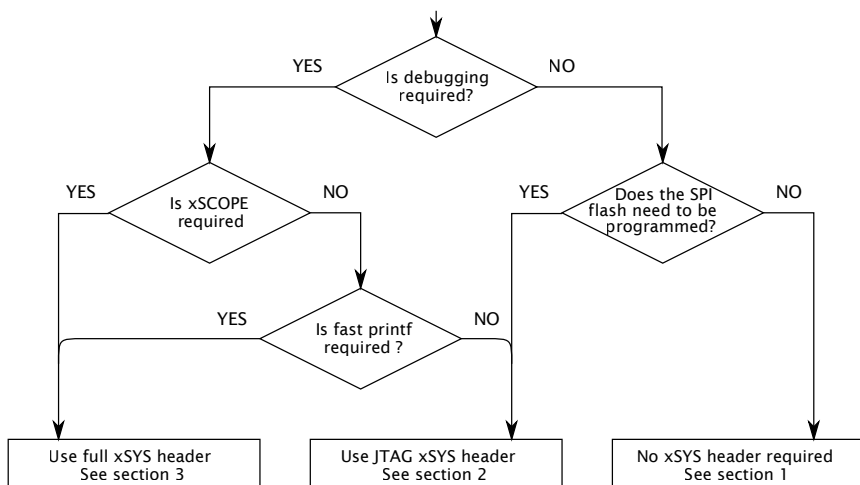 YES
NO
Is debugging
required?
YES
NO
Is xSCOPE
required
YES
NO
Does the SPI
flash need to be
programmed?
YES
NO
Is fast printf
required ?
Use full xSYS header
See section 3
Use JTAG xSYS header
See section 2
No xSYS header required
See section 1